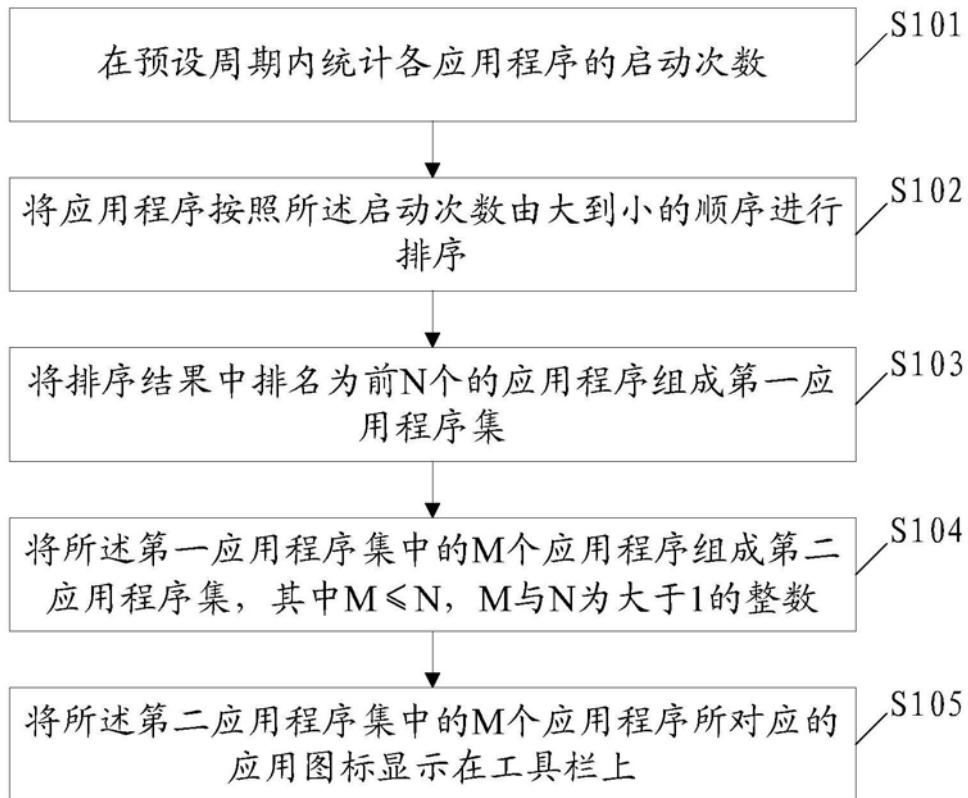 在预设周期内统计各应用程序的启动次数
S101
将应用程序按照所述启动次数由大到小的顺序进行
排序
S102
将排序结果中排名为前N个的应用程序组成第一应
用程序集
S103
将所述第一应用程序集中的M个应用程序组成第二
应用程序集，其中M≤N，M与N为大于1的整数
S104
将所述第二应用程序集中的M个应用程序所对应的
应用图标显示在工具栏上
S105